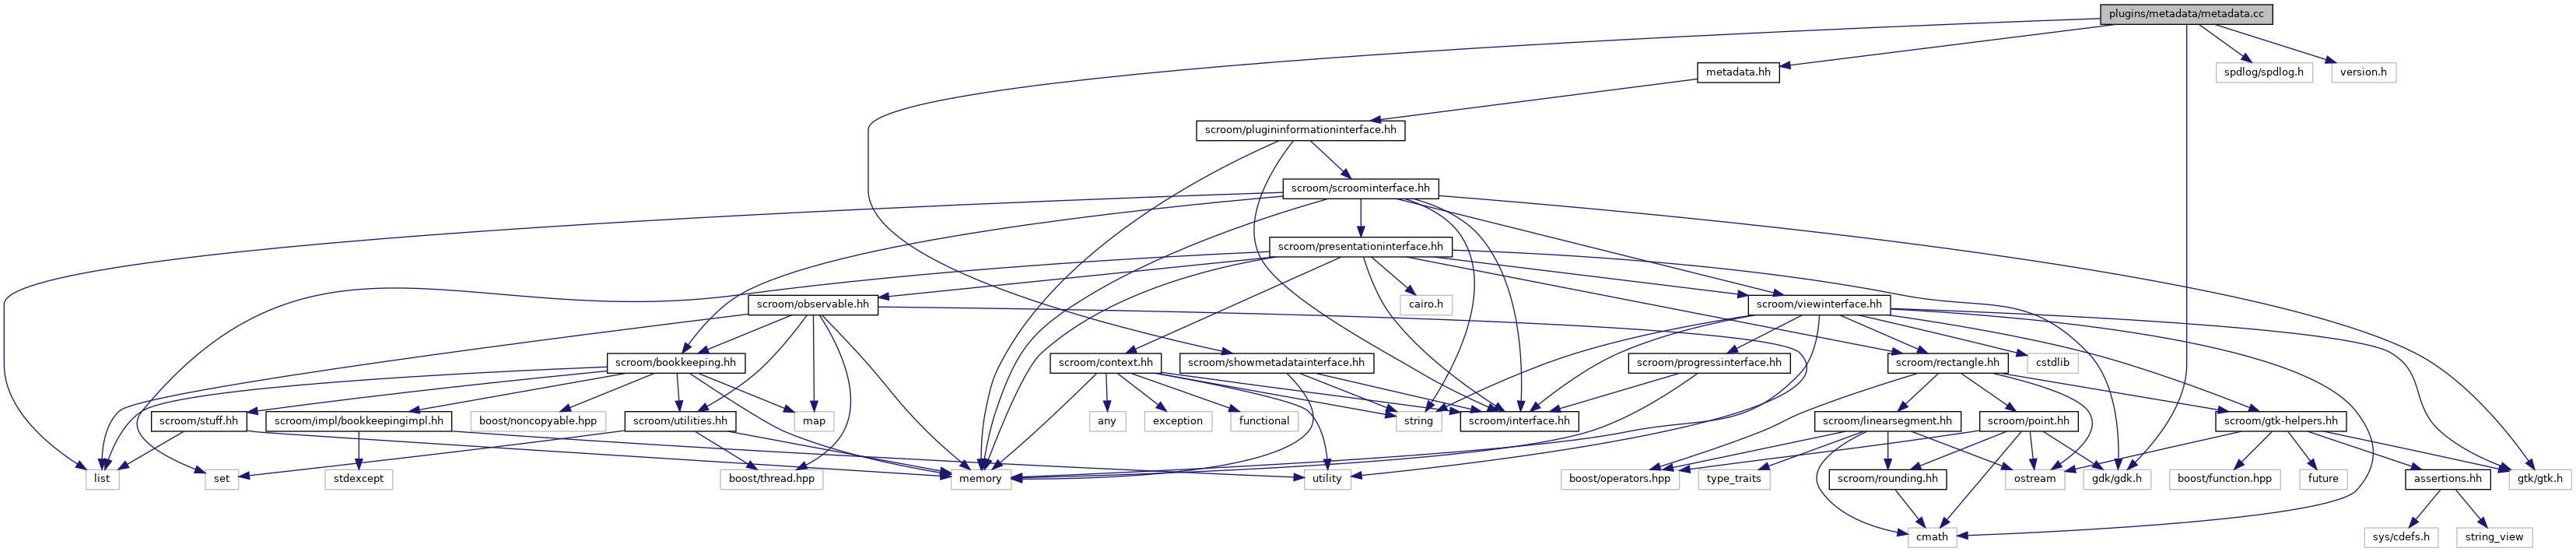 plugins/metadata/metadata.cc
metadata.hh
spdlog/spdlog.h
version.h
scroom/plugininformationinterface.hh
scroom/scroominterface.hh
scroom/presentationinterface.hh
scroom/observable.hh
cairo.h
scroom/viewinterface.hh
scroom/bookkeeping.hh
scroom/context.hh
scroom/showmetadatainterface.hh
scroom/progressinterface.hh
scroom/rectangle.hh
cstdlib
scroom/stuff.hh
scroom/impl/bookkeepingimpl.hh
boost/noncopyable.hpp
scroom/utilities.hh
map
any
exception
functional
string
scroom/interface.hh
scroom/linearsegment.hh
scroom/point.hh
scroom/gtk-helpers.hh
list
set
stdexcept
boost/thread.hpp
memory
utility
boost/operators.hpp
type_traits
scroom/rounding.hh
ostream
gdk/gdk.h
boost/function.hpp
future
assertions.hh
gtk/gtk.h
cmath
sys/cdefs.h
string_view